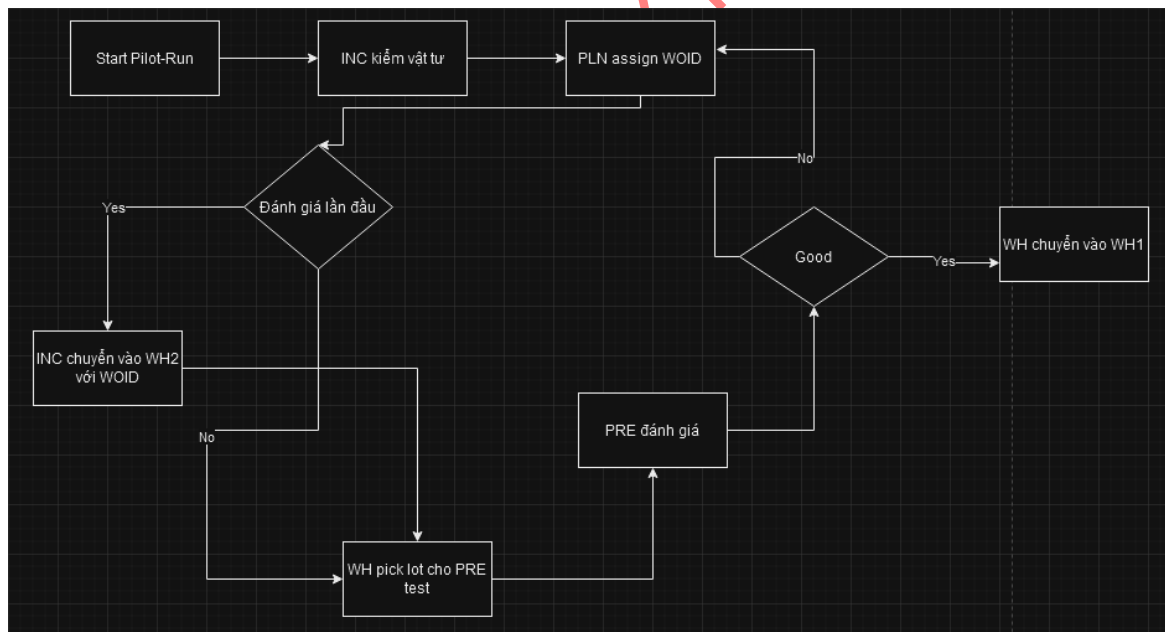 Start Pilot-Run
INC kiểm vật tư
PLN assign WOID
No
Đánh giá lần đầu
Yes
Good
Yes
WH chuyển vào WH1
INC chuyển vào WH2
với WOID
PRE đánh giá
No
WH pick lot cho PRE
test